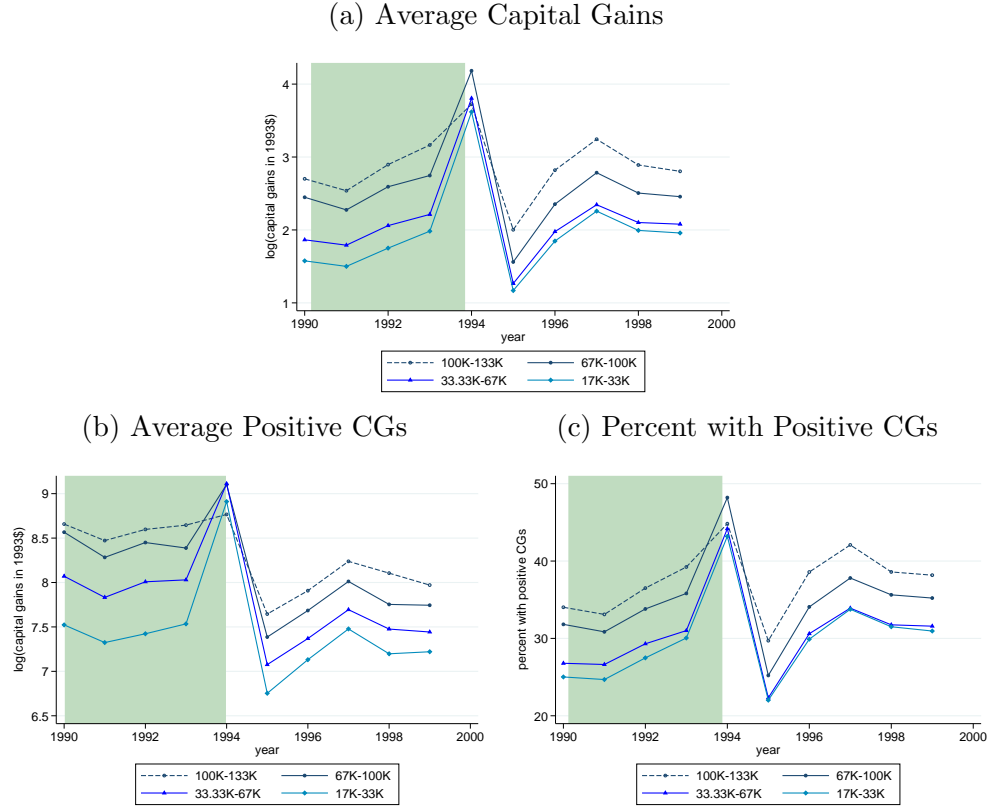 (a) Average Capital Gains
log(capital gains in 1993$)
4
3
2
1
1990 1992 1994 1996 1998 2000
year
100K-133K 67K-100K
33.33K-67K 17K-33K
(b) Average Positive CGs
log(capital gains in 1993$)
9
8.5
8
7.5
7
6.5
1990 1992 1994 1996 1998 2000
year
100K-133K 67K-100K
33.33K-67K 17K-33K
(c) Percent with Positive CGs
percent with positive CGs
50
40
30
20
1990 1992 1994 1996 1998 2000
year
100K-133K 67K-100K
33.33K-67K 17K-33K